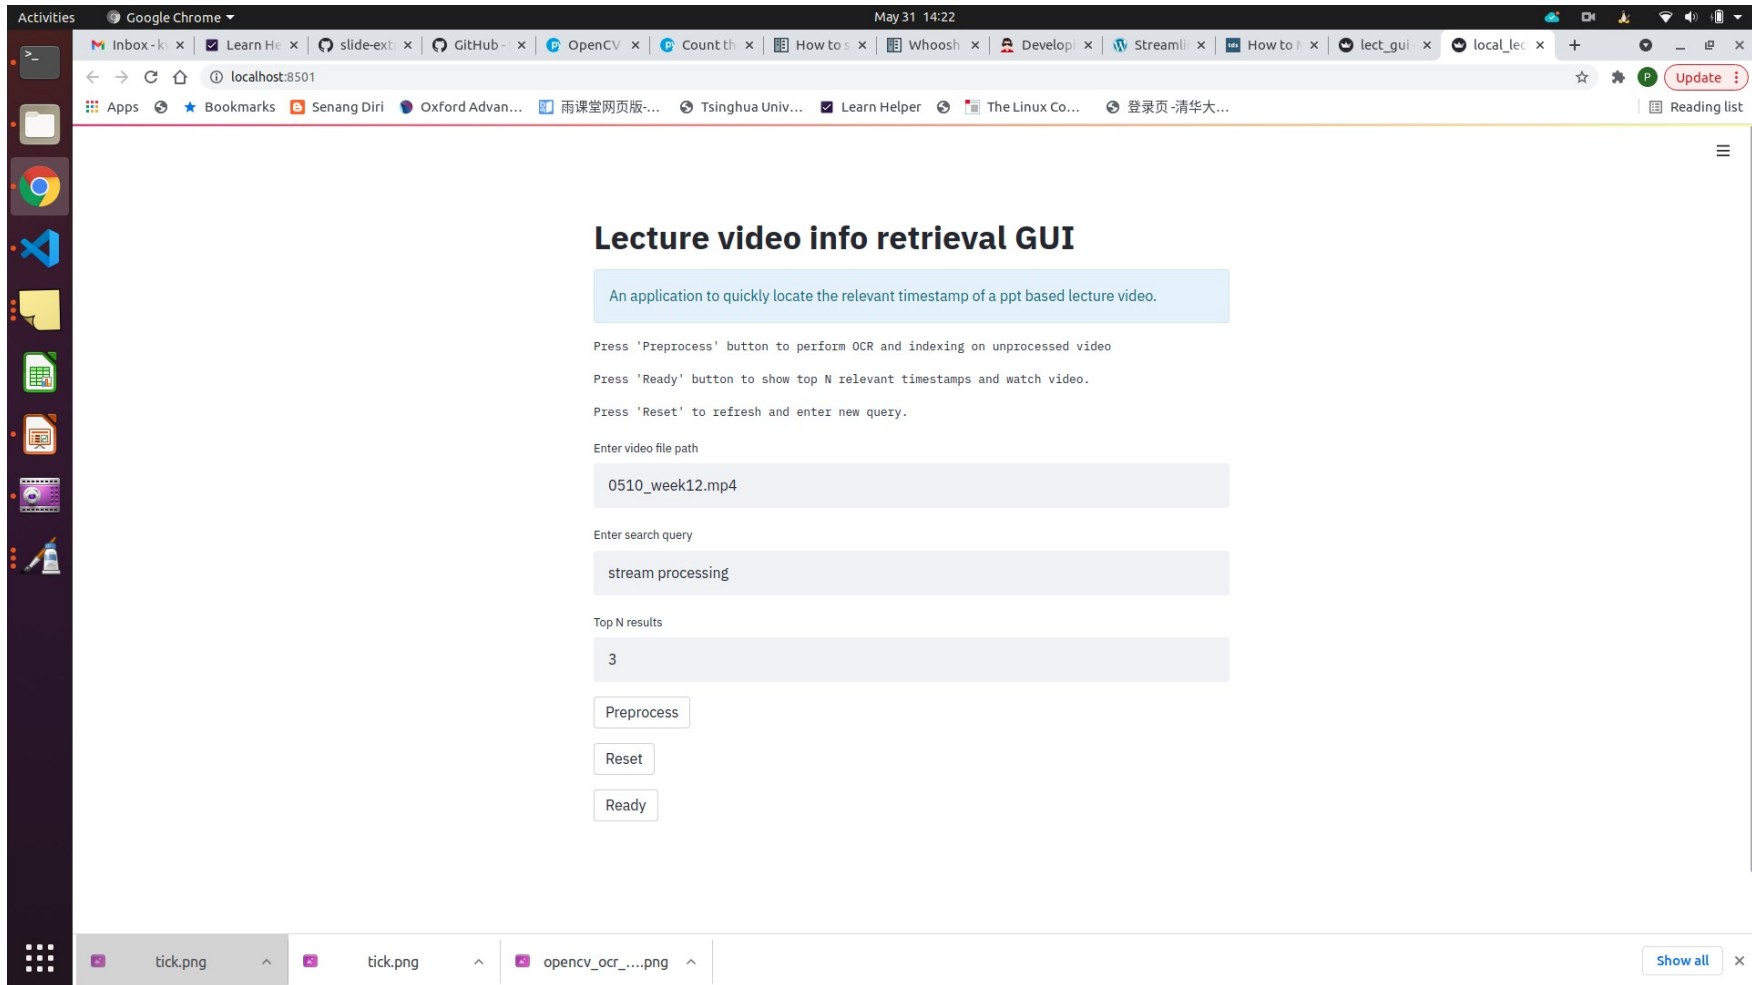 Activities Google Chrome May 31 14:22
Inbox - k Learn He slide-ext GitHub - OpenCV Count th How to s Whoosh Develop Streamli How to lect_gui local_lec
localhost:8501 P Update
Apps Bookmarks Senang Diri Oxford Advan... 雨课堂网页版-... Tsinghua Univ... Learn Helper The Linux Co... 登录页 -清华大... Reading list
Lecture video info retrieval GUI
An application to quickly locate the relevant timestamp of a ppt based lecture video.
Press 'Preprocess' button to perform OCR and indexing on unprocessed video
Press 'Ready' button to show top N relevant timestamps and watch video.
Press 'Reset' to refresh and enter new query.
Enter video file path
0510_week12.mp4
Enter search query
stream processing
Top N results
3
Preprocess
Reset
Ready
tick.png tick.png opencv_ocr_....png Show all